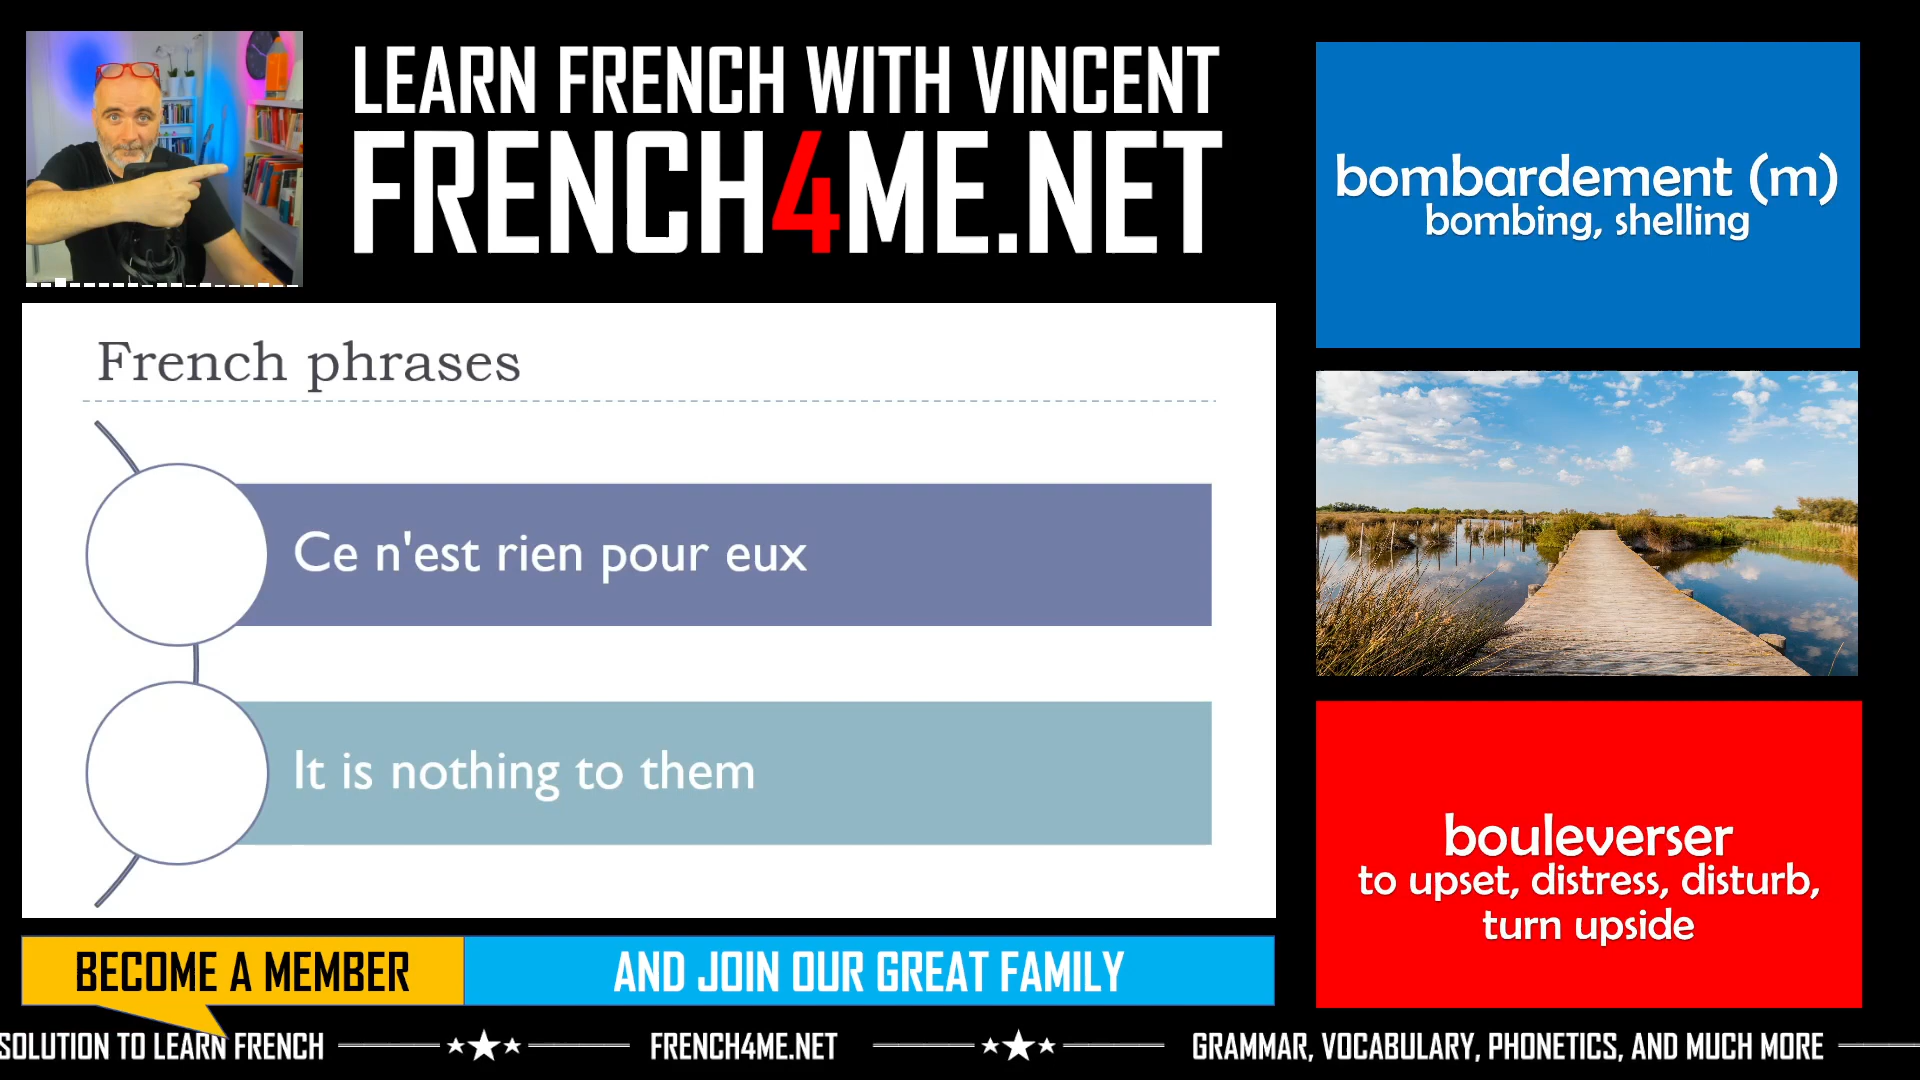 LEARN FRENCH WITH VINCENT
FRENCH4ME.NET
French phrases
Ce n'est rien pour eux
It is nothing to them
bombardement (m)
bombing, shelling
bouleverser
to upset, distress, disturb,
turn upside
BECOME A MEMBER
AND JOIN OUR GREAT FAMILY
SOLUTION TO LEARN FRENCH
FRENCH4ME.NET
GRAMMAR, VOCABULARY, PHONETICS, AND MUCH MORE